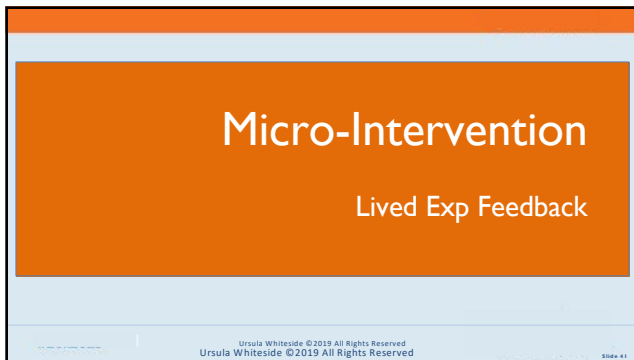 Micro-Intervention
Lived Exp Feedback
Ursula Whiteside ©2019 All Rights Reserved
Ursula Whiteside ©2019 All Rights Reserved
Slide 41